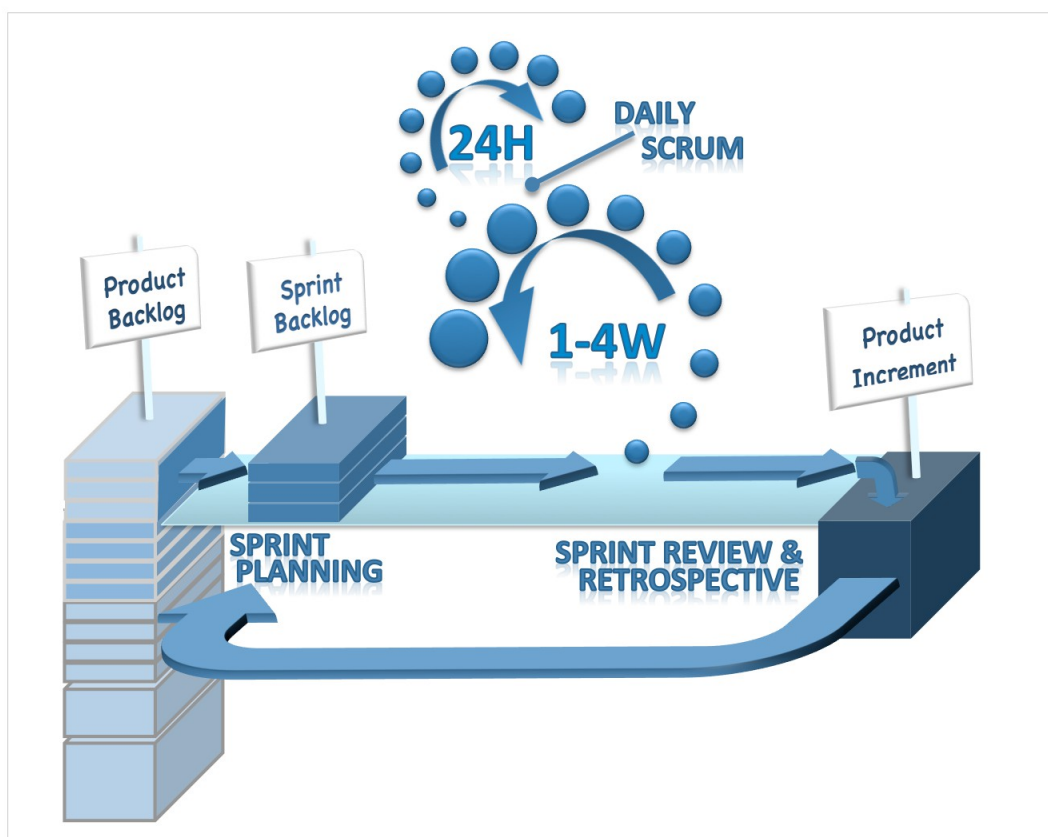 24H
DAILY
SCRUM
Product
Backlog
Sprint
Backlog
1-4W
Product
Increment
SPRINT
PLANNING
SPRINT REVIEW &
RETROSPECTIVE